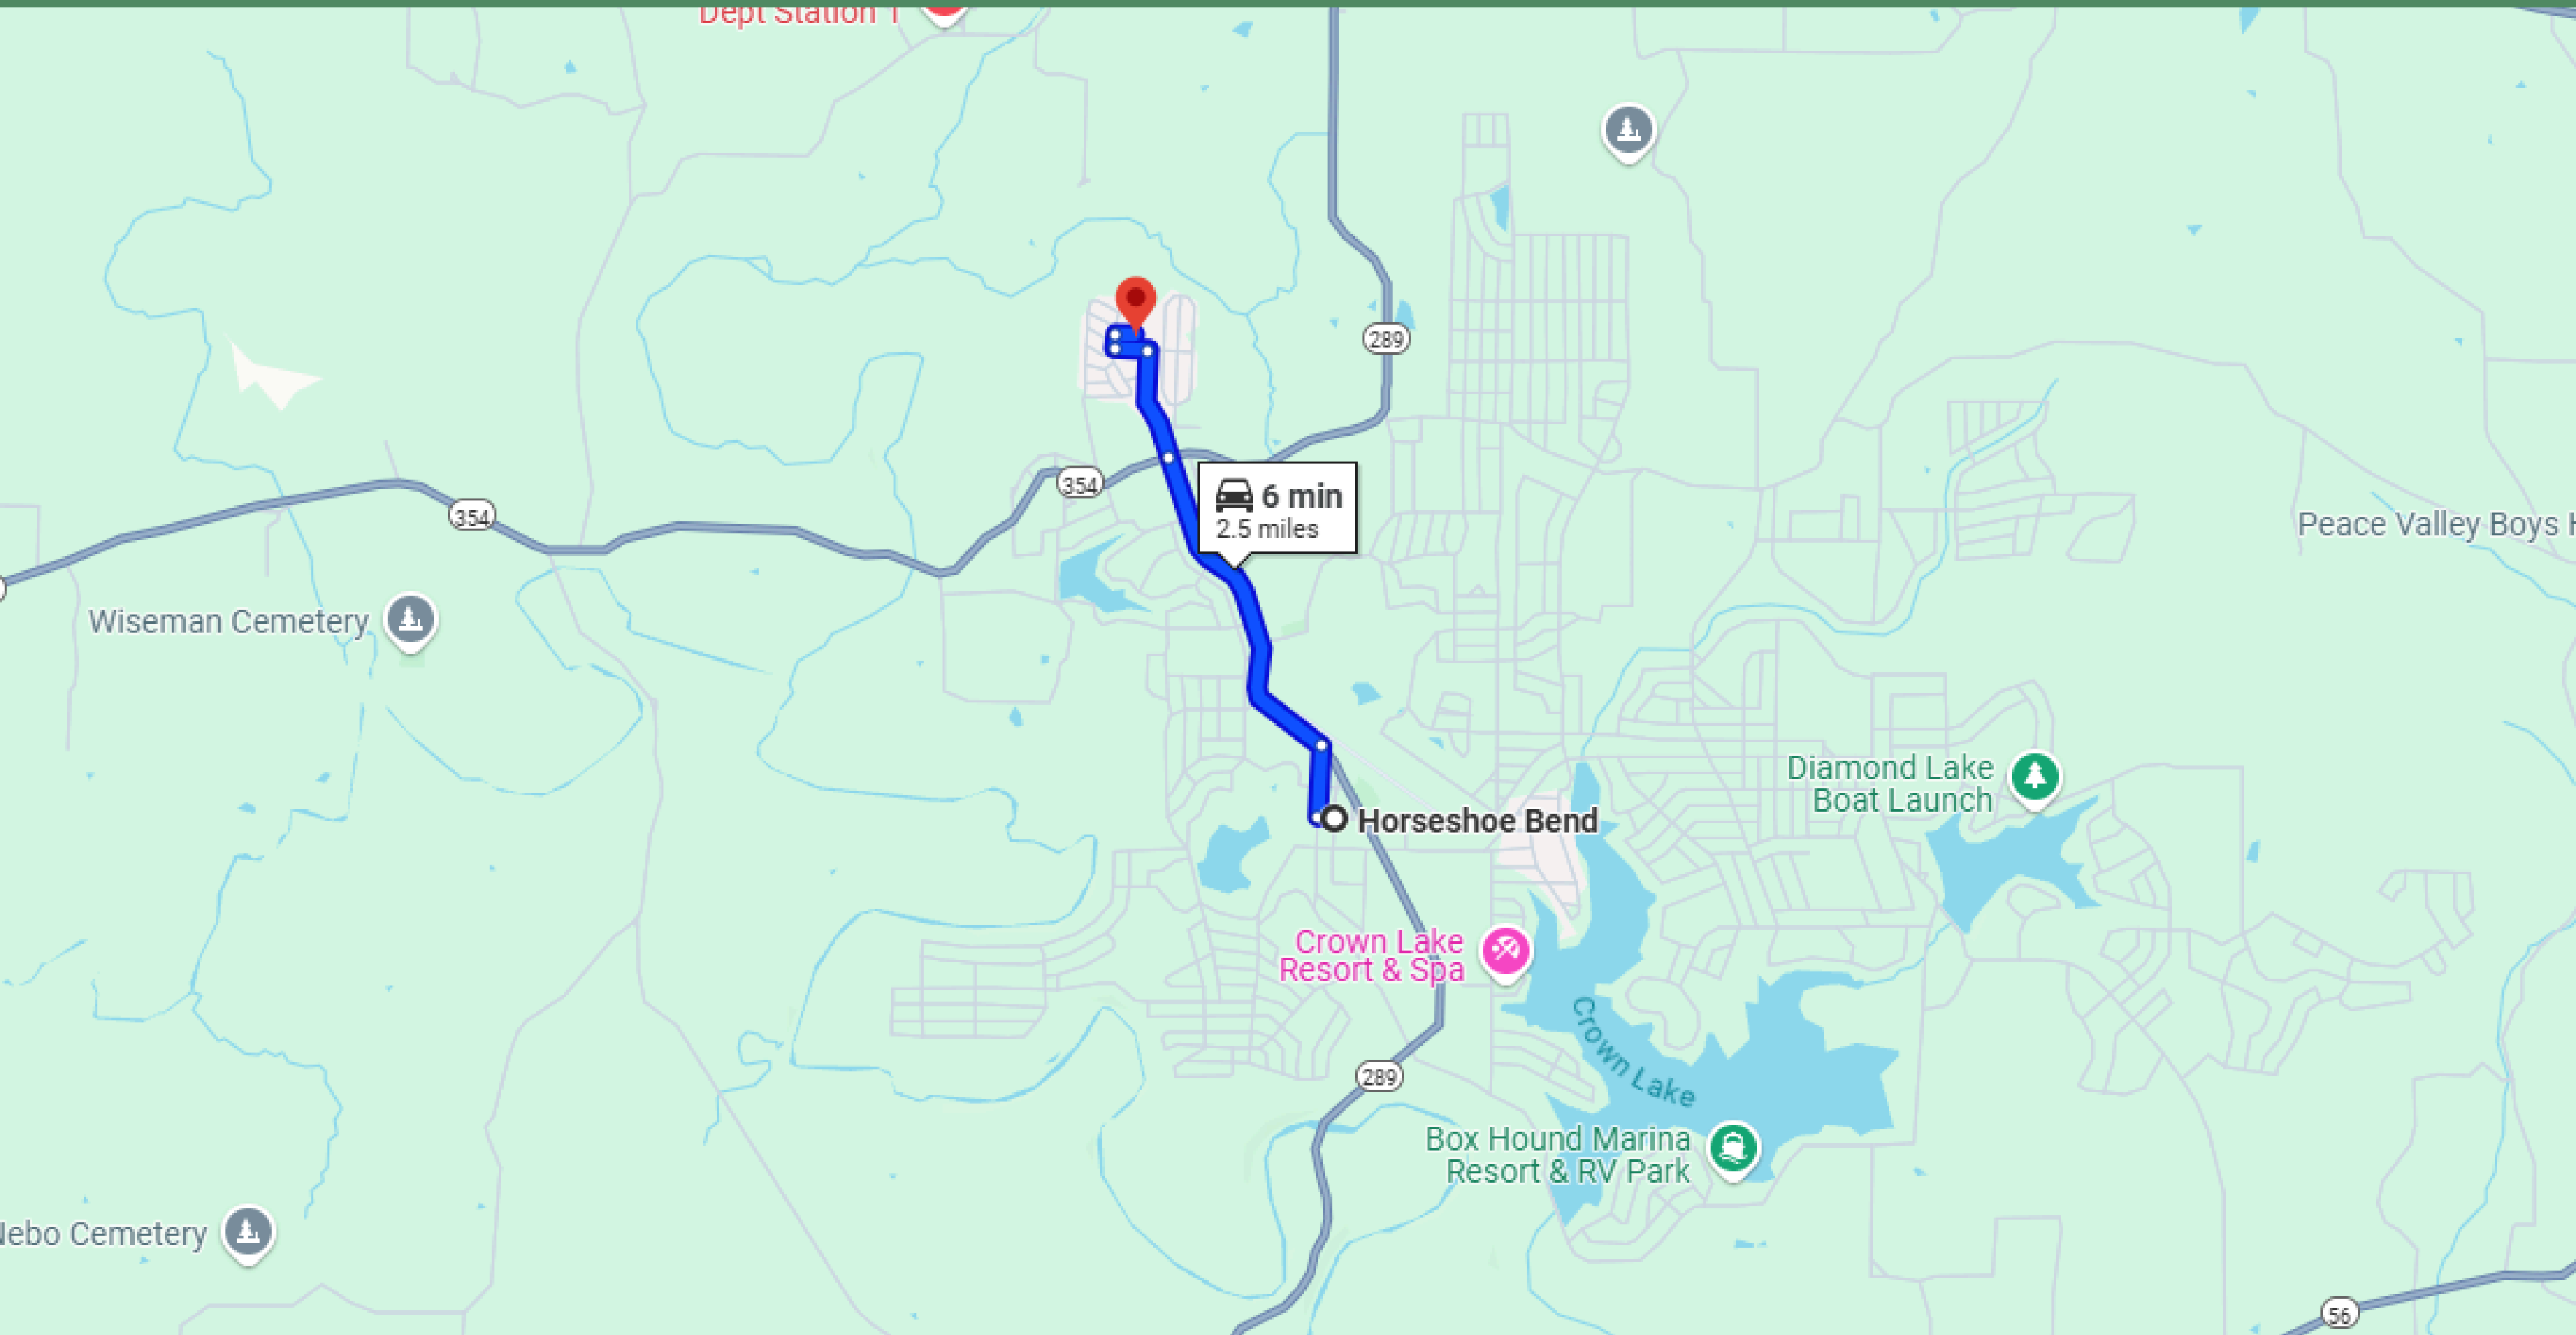 Dept Station 1
289
354
354
6 min
2.5 miles
Peace Valley Boys H
Wiseman Cemetery
Diamond Lake
Boat Launch
Horseshoe Bend
Crown Lake
Resort & Spa
Crown Lake
289
Box Hound Marina
Resort & RV Park
Nebo Cemetery
56